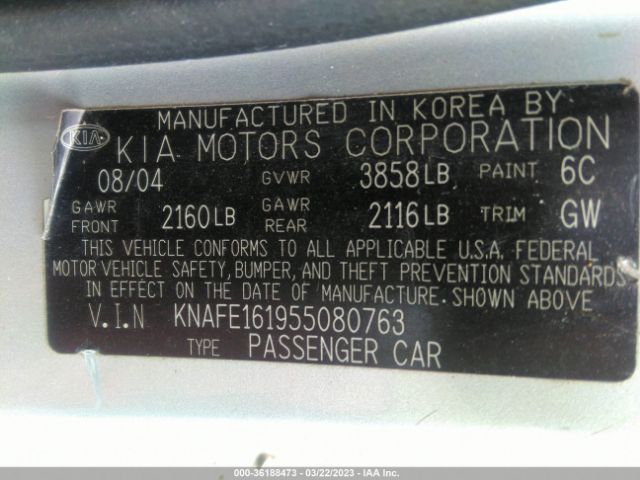 MANUFACTURED IN KOREA BY
KIA KIA MOTORS CORPORATION
08/04 GVWR 3858LB PAINT 6C
GAWR FRONT 2160LB GAWR REAR 2116LB TRIM GW
THIS VEHICLE CONFORMS TO ALL APPLICABLE U.S.A. FEDERAL
MOTOR VEHICLE SAFETY, BUMPER, AND THEFT PREVENTION STANDARDS
IN EFFECT ON THE DATE OF MANUFACTURE. SHOWN ABOVE
V.I.N KNAFE161955080763
TYPE PASSENGER CAR
000-36188473 - 03/22/2023 - IAA Inc.